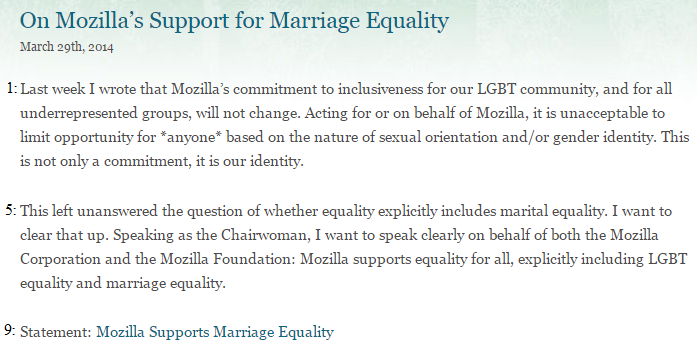 On Mozilla's Support for Marriage Equality
March 29th, 2014
1: Last week I wrote that Mozilla's commitment to inclusiveness for our LGBT community, and for all
underrepresented groups, will not change. Acting for or on behalf of Mozilla, it is unacceptable to
limit opportunity for *anyone* based on the nature of sexual orientation and/or gender identity. This
is not only a commitment, it is our identity.
5: This left unanswered the question of whether equality explicitly includes marital equality. I want to
clear that up. Speaking as the Chairwoman, I want to speak clearly on behalf of both the Mozilla
Corporation and the Mozilla Foundation: Mozilla supports equality for all, explicitly including LGBT
equality and marriage equality.
9: Statement: Mozilla Supports Marriage Equality